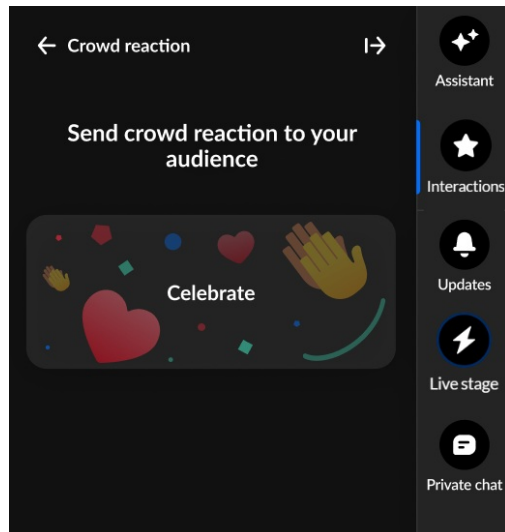 Crowd reaction
Send crowd reaction to your
audience
Celebrate
Assistant
Interactions
Updates
Live stage
Private chat